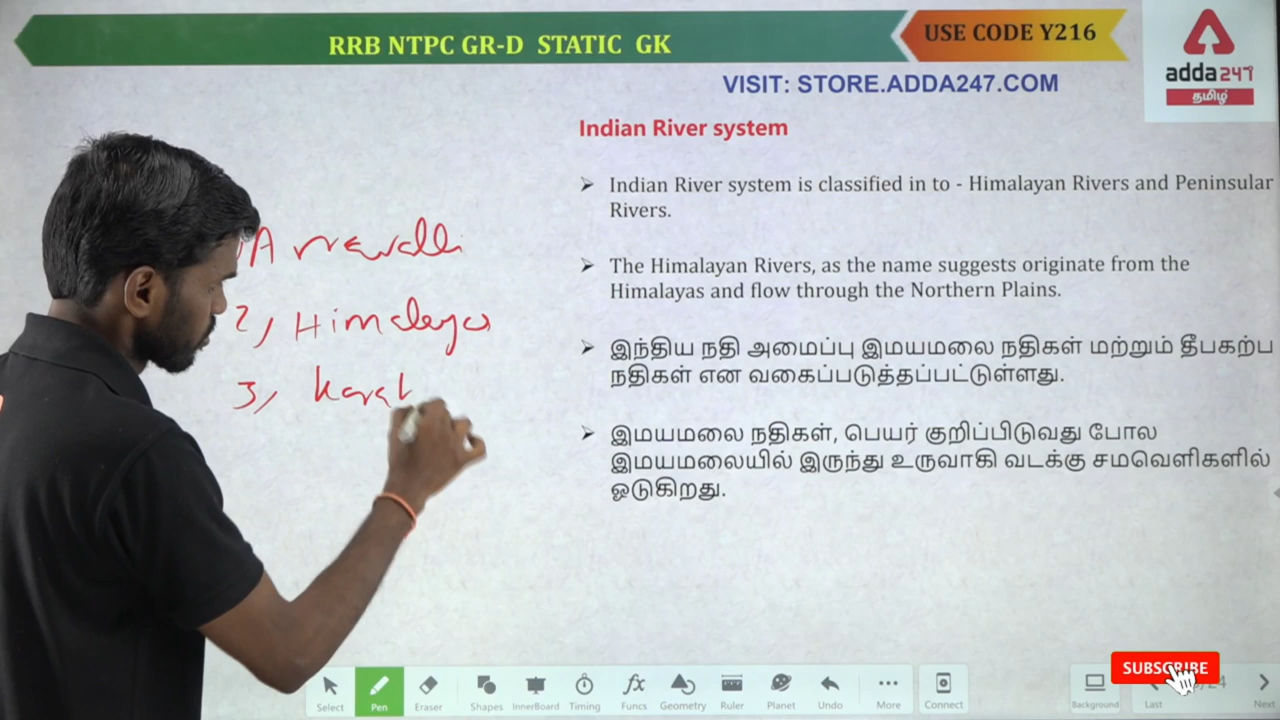 RRB NTPC GR-D STATIC GK
USE CODE Y216
adda247
தமிழ்
VISIT: STORE.ADDA247.COM
Indian River system
Indian River system is classified in to - Himalayan Rivers and Peninsular
Rivers.
The Himalayan Rivers, as the name suggests originate from the
Himalayas and flow through the Northern Plains.
இந்திய நதி அமைப்பு இமயமலை நதிகள் மற்றும் தீபகற்ப
நதிகள் என வகைப்படுத்தப்பட்டுள்ளது.
இமயமலை நதிகள், பெயர் குறிப்பிடுவது போல
இமயமலையில் இருந்து உருவாகி வடக்கு சமவெளிகளில்
ஓடுகிறது.
2, Himalaya
3,
SUBSCRIBE
Select
Pen
Eraser
Shapes
InnerBoard
Timing
fx
Funcs
Geometry
Ruler
Planet
Undo
More
Connect
Background
Last
Next